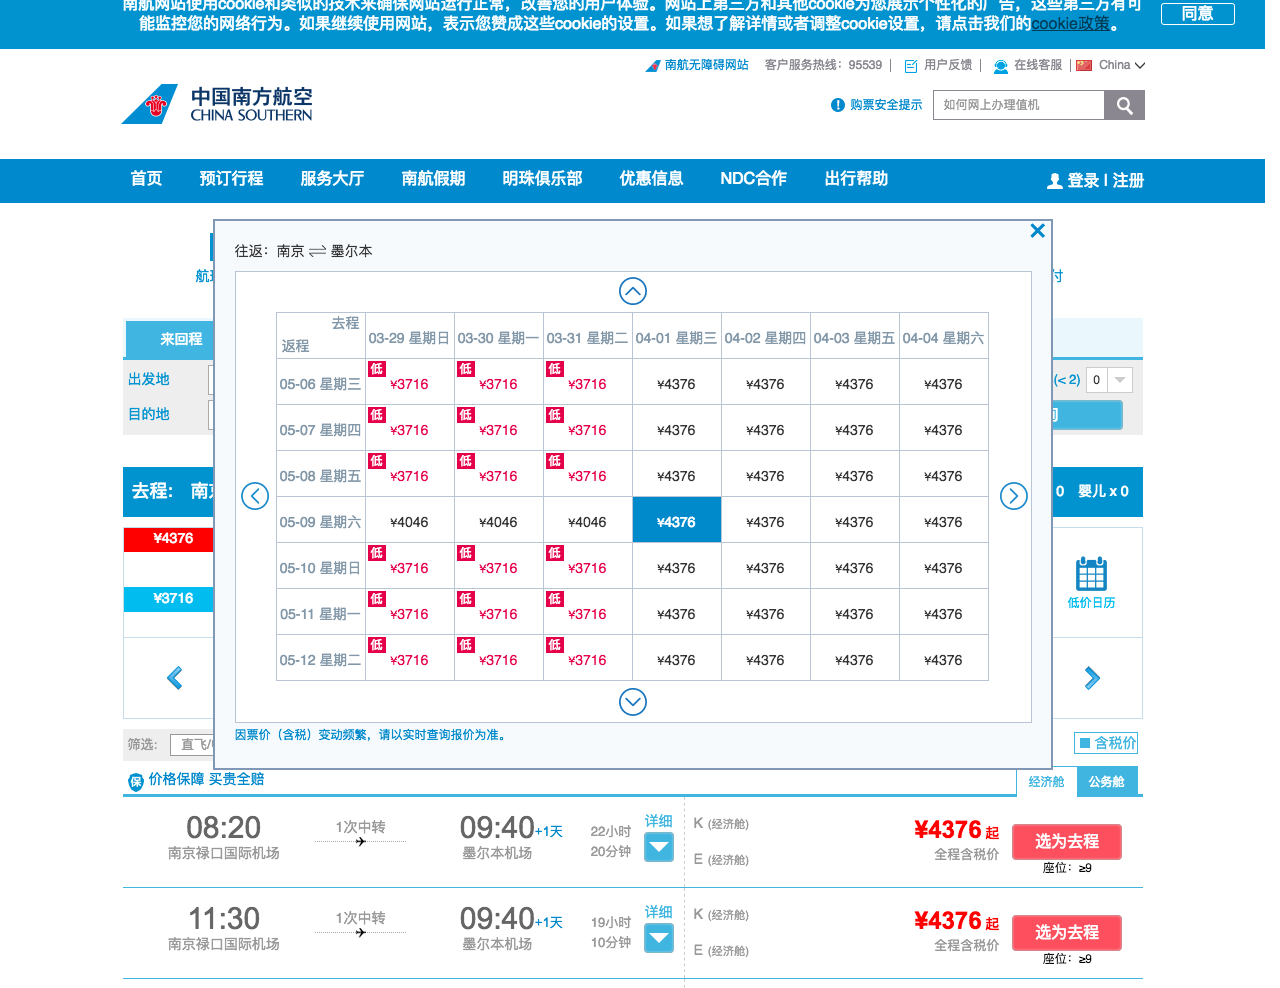 南航网站使用cookie和类似的技术来确保网站运行正常，改善您的用户体验。网站上第三方和其他cookie为您展示个性化的广告，这些第三方有可
能监控您的网络行为。如果继续使用网站，表示您赞成这些cookie的设置。如果想了解详情或者调整cookie设置，请点击我们的cookie政策。
同意
南航无障碍网站 客户服务热线：95539 | 用户反馈 | 在线客服 | China
中国南方航空
CHINA SOUTHERN
购票安全提示 如何网上办理值机
首页 预订行程 服务大厅 南航假期 明珠俱乐部 优惠信息 NDC合作 出行帮助 登录 | 注册
往返：南京 ⇌ 墨尔本
付
来回程
去程
返程
03-29 星期日 03-30 星期一 03-31 星期二 04-01 星期三 04-02 星期四 04-03 星期五 04-04 星期六
出发地
(< 2) 0
目的地
05-06 星期三 低 ¥3716 低 ¥3716 低 ¥3716 ¥4376 ¥4376 ¥4376 ¥4376
05-07 星期四 低 ¥3716 低 ¥3716 低 ¥3716 ¥4376 ¥4376 ¥4376 ¥4376
05-08 星期五 低 ¥3716 低 ¥3716 低 ¥3716 ¥4376 ¥4376 ¥4376 ¥4376
05-09 星期六 ¥4046 ¥4046 ¥4046 ¥4376 ¥4376 ¥4376 ¥4376
05-10 星期日 低 ¥3716 低 ¥3716 低 ¥3716 ¥4376 ¥4376 ¥4376 ¥4376
05-11 星期一 低 ¥3716 低 ¥3716 低 ¥3716 ¥4376 ¥4376 ¥4376 ¥4376
05-12 星期二 低 ¥3716 低 ¥3716 低 ¥3716 ¥4376 ¥4376 ¥4376 ¥4376
因票价（含税）变动频繁，请以实时查询报价为准。
去程： 南
0 婴儿 x 0
¥4376
¥3716
低价日历
筛选: 直飞/
含税价
保 价格保障 买贵全赔
经济舱 公务舱
08:20 1次中转 09:40+1天 22小时 20分钟 详细
南京禄口国际机场 墨尔本机场
K (经济舱)
E (经济舱)
¥4376 起
全程含税价
选为去程
座位：≥9
11:30 1次中转 09:40+1天 19小时 10分钟 详细
南京禄口国际机场 墨尔本机场
K (经济舱)
E (经济舱)
¥4376 起
全程含税价
选为去程
座位：≥9